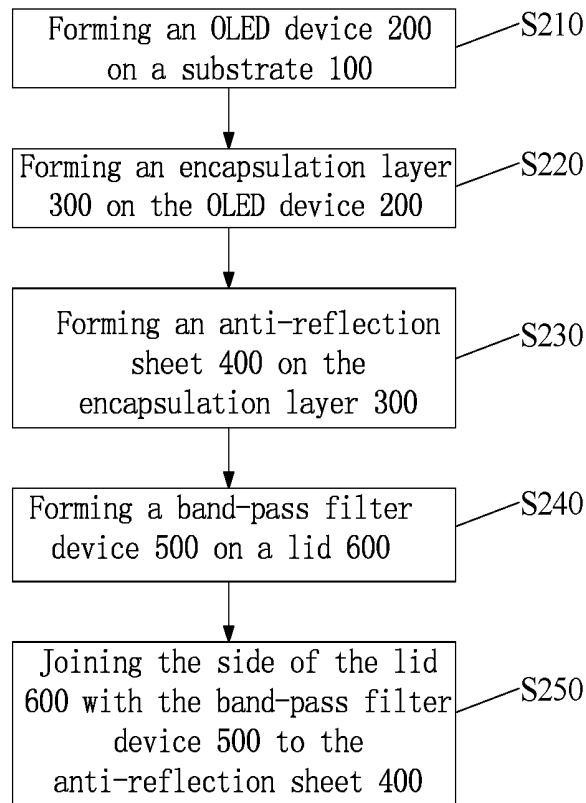 Forming an OLED device 200
on a substrate 100
S210
Forming an encapsulation layer
300 on the OLED device 200
S220
Forming an anti-reflection
sheet 400 on the
encapsulation layer 300
S230
Forming a band-pass filter
device 500 on a lid 600
S240
Joining the side of the lid
600 with the band-pass filter
device 500 to the
anti-reflection sheet 400
S250